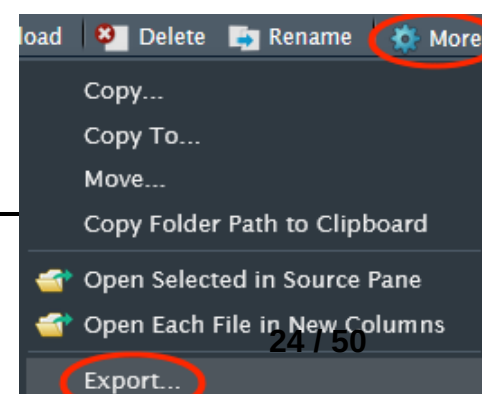 load Delete Rename More
Copy...
Copy To...
Move...
Copy Folder Path to Clipboard
Open Selected in Source Pane
Open Each File in New Columns
24 / 50
Export...